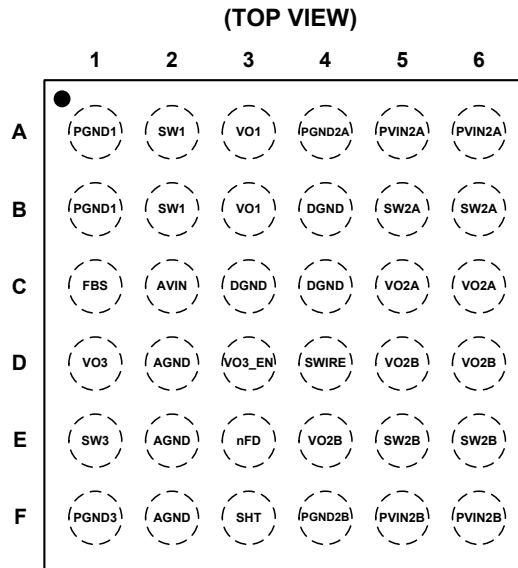 (TOP VIEW)
1 2 3 4 5 6
A PGND1 SW1 VO1 PGND2A PVIN2A PVIN2A
B PGND1 SW1 VO1 DGND SW2A SW2A
C FBS AVIN DGND DGND VO2A VO2A
D VO3 AGND VO3_EN SWIRE VO2B VO2B
E SW3 AGND nFD VO2B SW2B SW2B
F PGND3 AGND SHT PGND2B PVIN2B PVIN2B